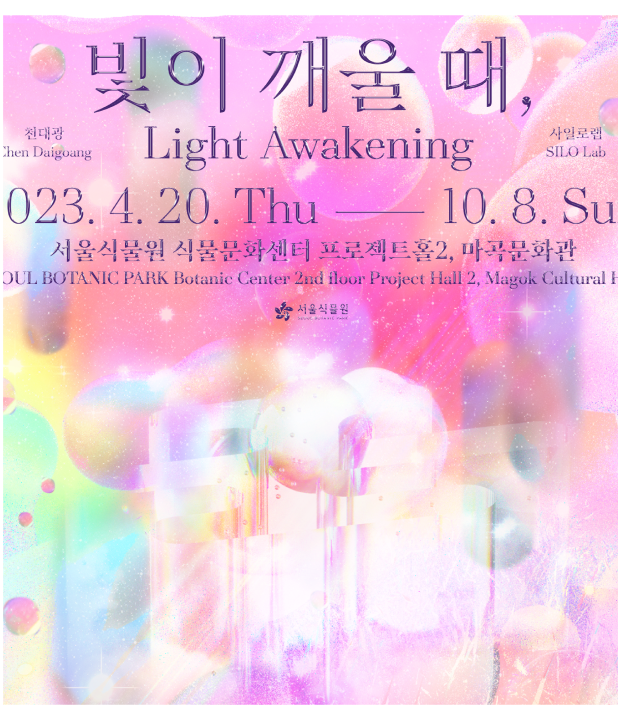 빛이 깨울 때,
천대광
Chen Daigoang
Light Awakening
사일로랩
SILO Lab
023. 4. 20. Thu — 10. 8. Su
서울식물원 식물문화센터 프로젝트홀2, 마곡문화관
OUL BOTANIC PARK Botanic Center 2nd floor Project Hall 2, Magok Cultural H
서울식물원